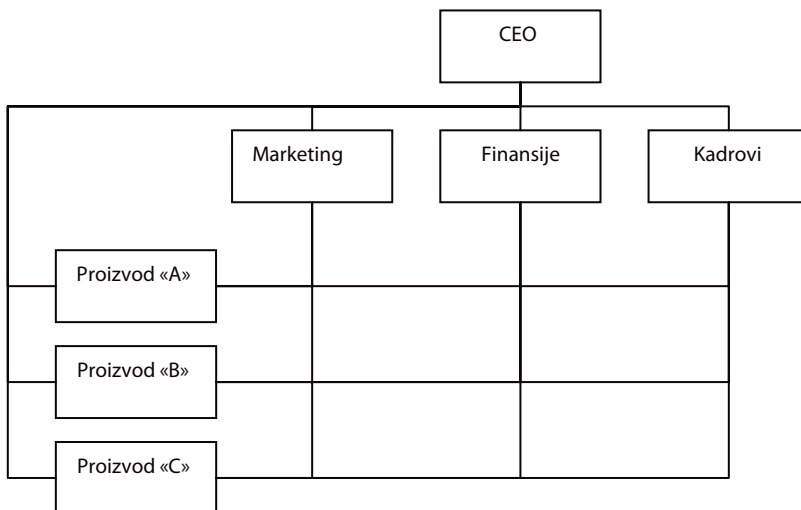 CEO
Marketing
Finansije
Kadrovi
Proizvod «A»
Proizvod «B»
Proizvod «C»